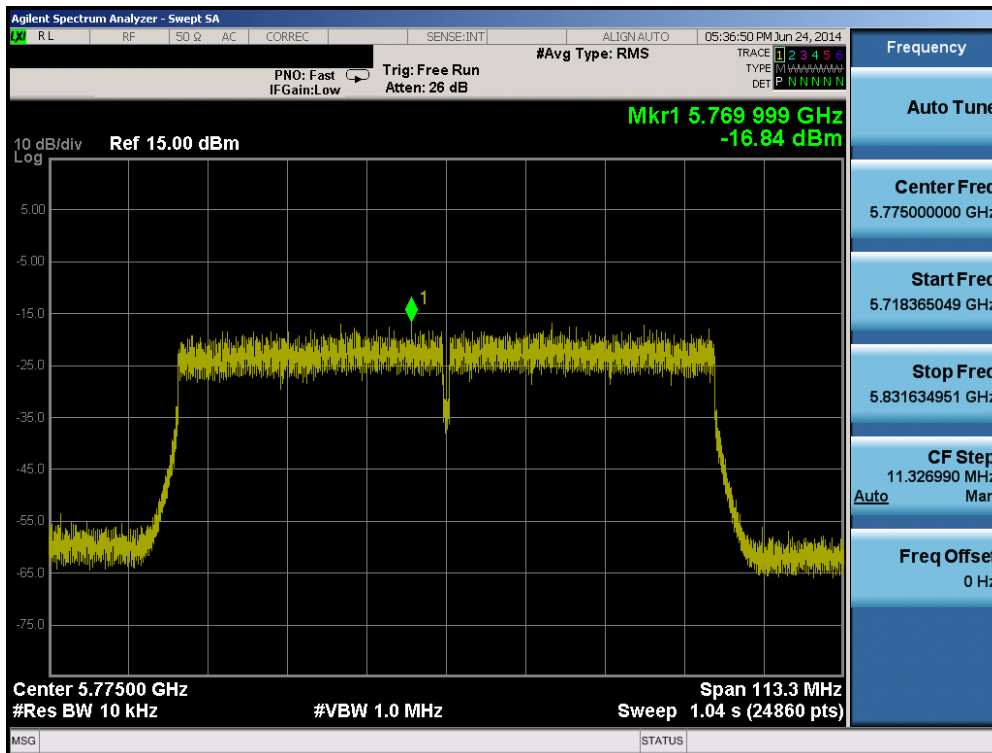 Agilent Spectrum Analyzer - Swept SA
LXI RL RF 50 Ω AC CORREC SENSE:INT ALIGN AUTO 05:36:50 PM Jun 24, 2014
#Avg Type: RMS
TRACE 1 2 3 4 5 6
TYPE M W W W W W
DET P N N N N N
PNO: Fast
IFGain:Low
Trig: Free Run
Atten: 26 dB
Mkr1 5.769 999 GHz
-16.84 dBm
10 dB/div
Log
Ref 15.00 dBm
5.00
-5.00
-15.0
-25.0
-35.0
-45.0
-55.0
-65.0
-75.0
1
Center 5.77500 GHz
Span 113.3 MHz
#Res BW 10 kHz
#VBW 1.0 MHz
Sweep 1.04 s (24860 pts)
MSG
STATUS
Frequency
Auto Tune
Center Freq
5.775000000 GHz
Start Freq
5.718365049 GHz
Stop Freq
5.831634951 GHz
CF Step
11.326990 MHz
Auto Man
Freq Offset
0 Hz